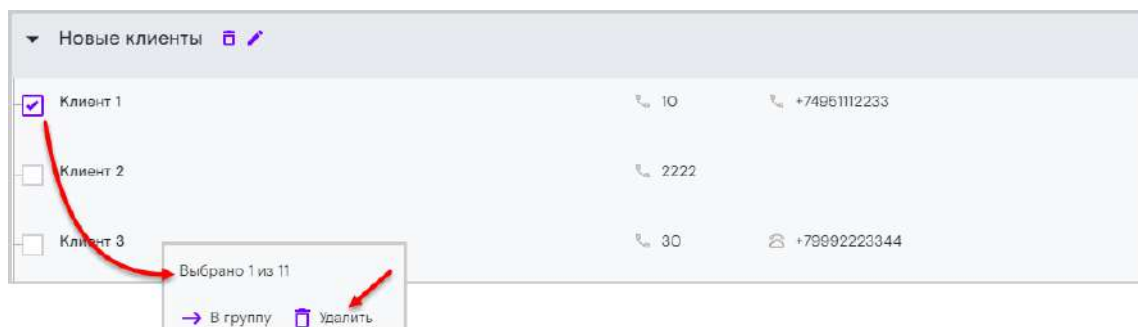 Новые клиенты
Клиент 1 10 +74951112233
Клиент 2 2222
Клиент 3 30 +79992223344
Выбрано 1 из 11
В группу Удалить